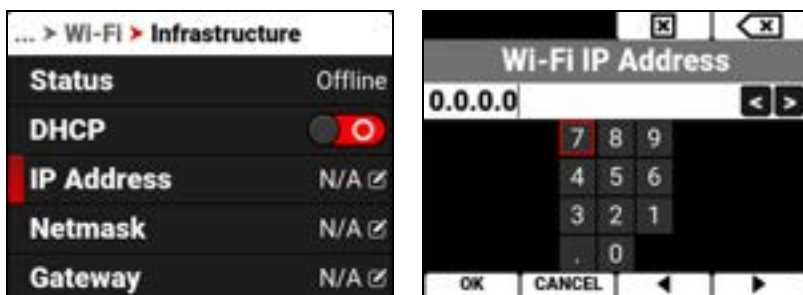 ... > Wi-Fi > Infrastructure
Status Offline
DHCP
IP Address N/A
Netmask N/A
Gateway N/A
Wi-Fi IP Address
0.0.0.0
< >
7 8 9
4 5 6
3 2 1
. 0
OK CANCEL